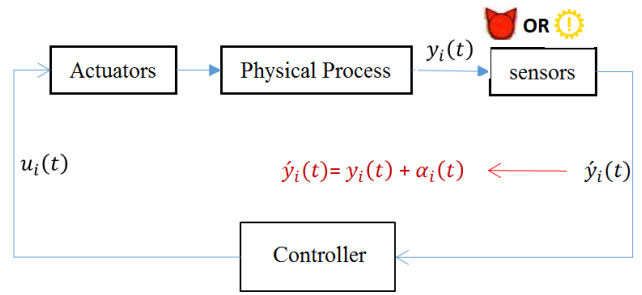 OR
yᵢ(t)
Actuators
Physical Process
sensors
uᵢ(t)
ýᵢ(t)= yᵢ(t) + αᵢ(t)
ýᵢ(t)
Controller